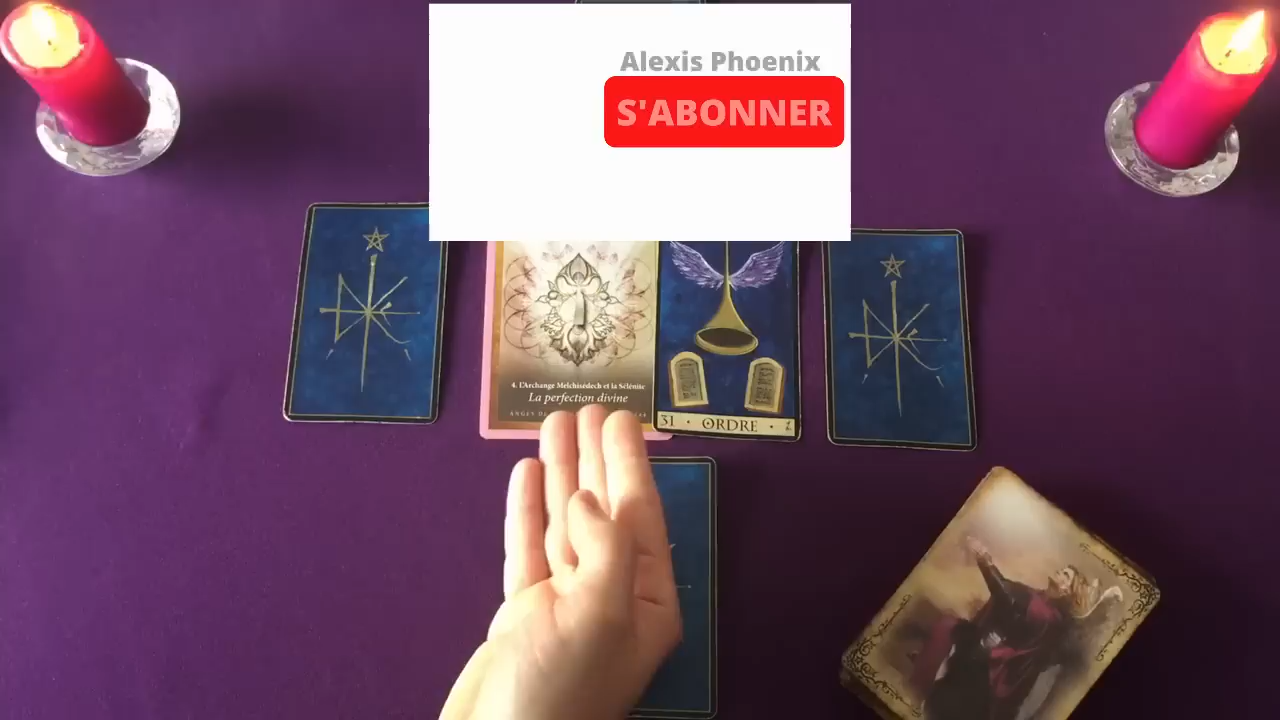 Alexis Phoenix
S'ABONNER
4. L'Archange Melchisédech et la Sélénite
La perfection divine
31 • ORDRE •